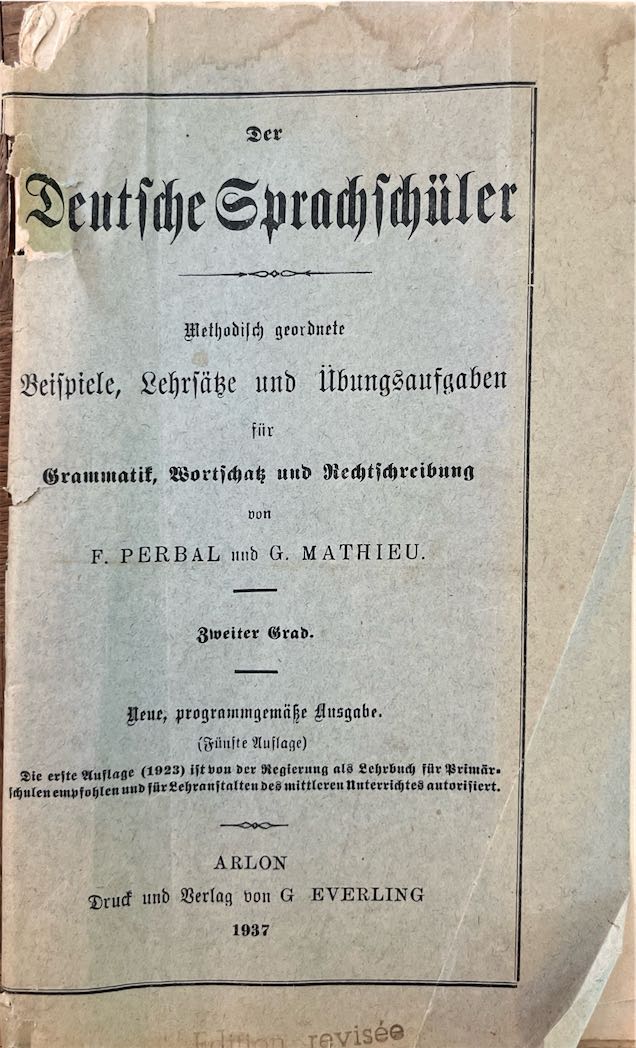 Der
Deutsche Sprachschüler
Methodisch geordnete
Beispiele, Lehrsätze und Übungsaufgaben
für
Grammatik, Wortschatz und Rechtschreibung
von
F. PERBAL und G. MATHIEU.
Zweiter Grad.
Neue, programmgemäße Ausgabe.
(Fünfte Auflage)
Die erste Auflage (1923) ist von der Regierung als Lehrbuch für Primär-
schulen empfohlen und für Lehranstalten des mittleren Unterrichtes autorisiert.
ARLON
Druck und Verlag von G EVERLING
1937
Edition revisée